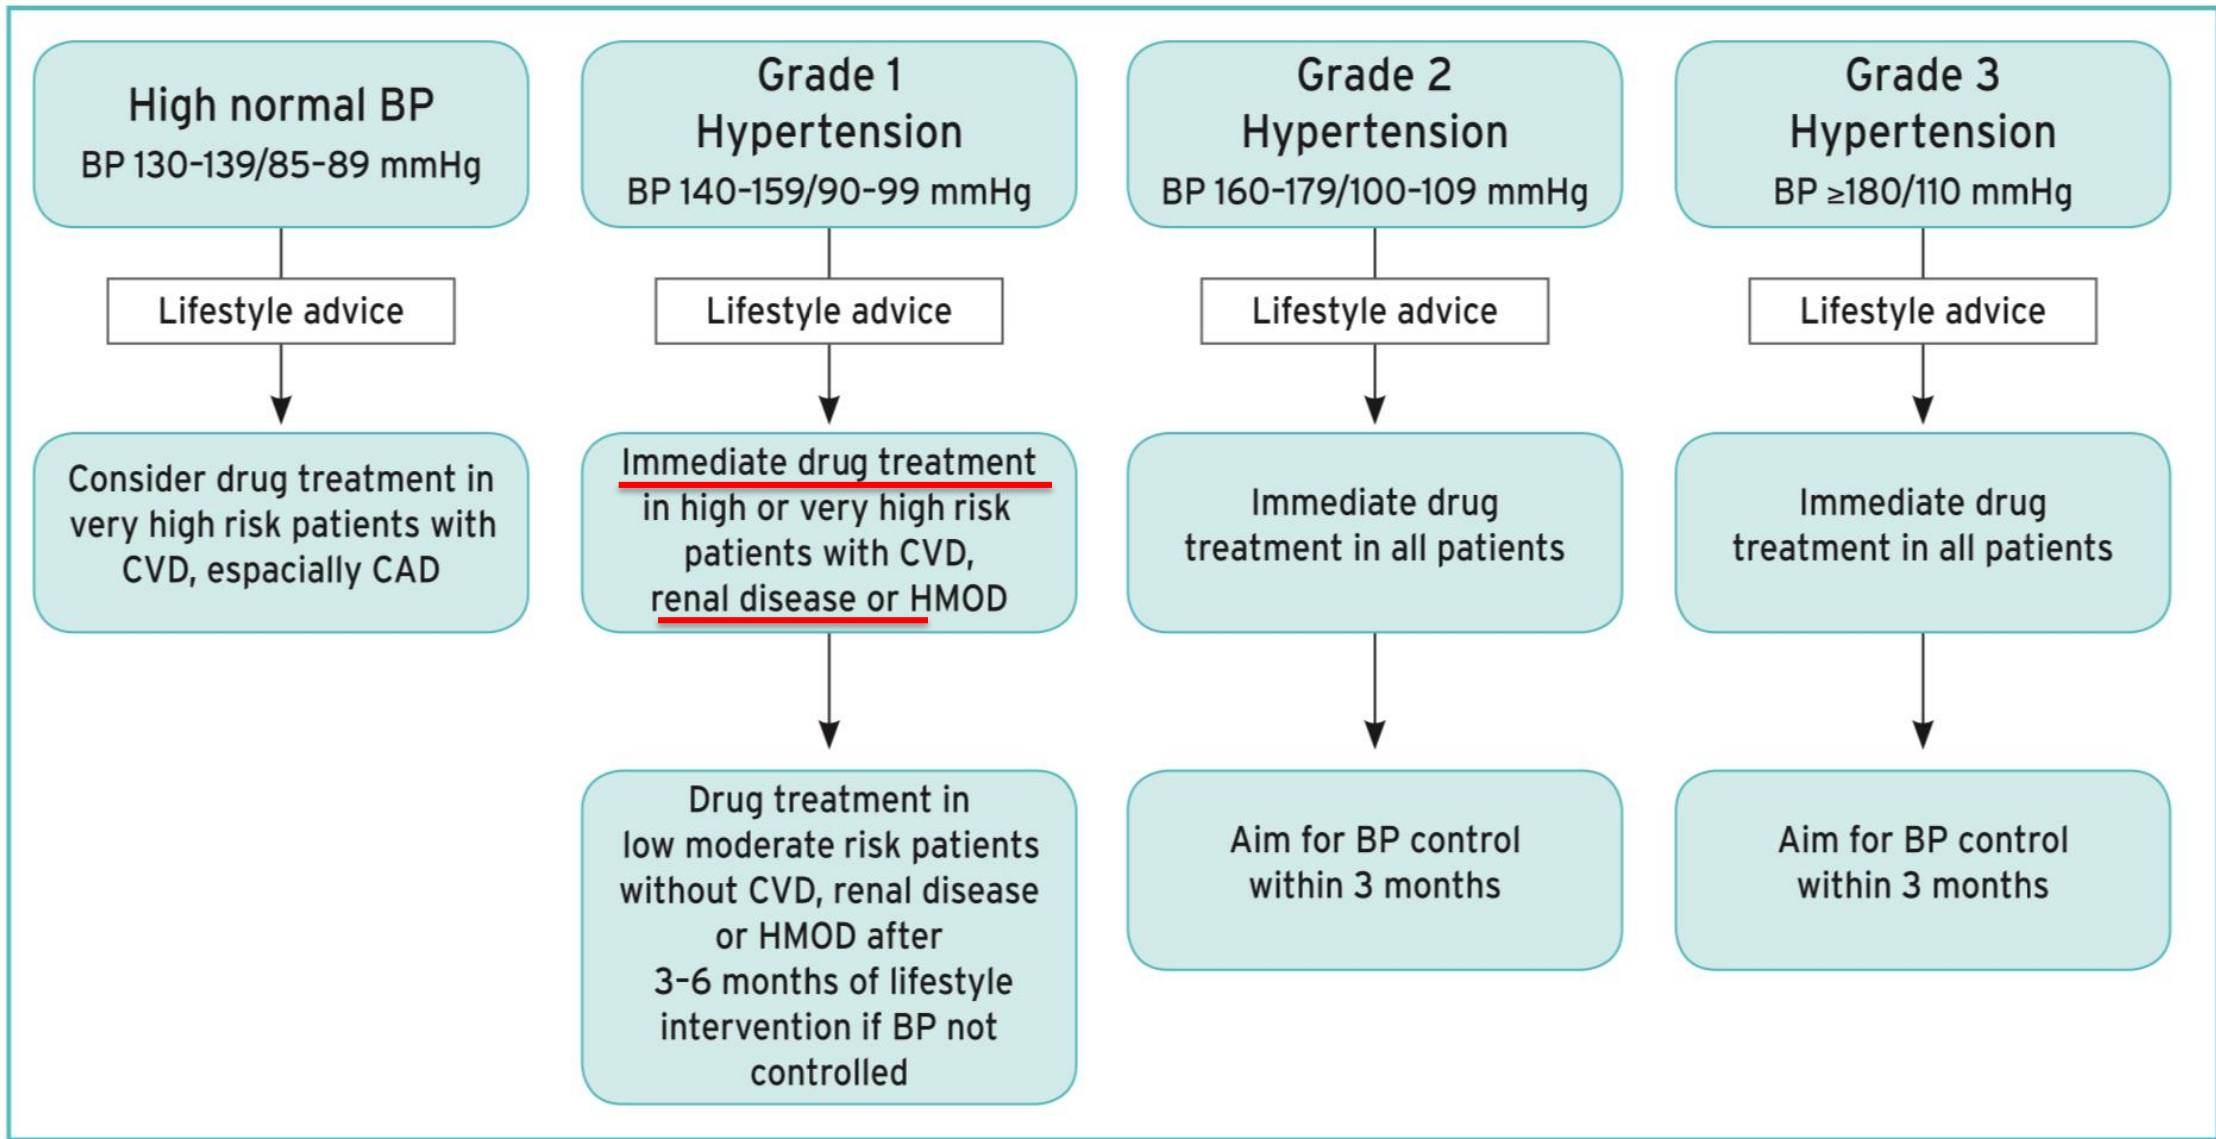 High normal BP
BP 130-139/85-89 mmHg
Lifestyle advice
Consider drug treatment in
very high risk patients with
CVD, espacially CAD
Grade 1
Hypertension
BP 140-159/90-99 mmHg
Lifestyle advice
Immediate drug treatment
in high or very high risk
patients with CVD,
renal disease or HMOD
Drug treatment in
low moderate risk patients
without CVD, renal disease
or HMOD after
3-6 months of lifestyle
intervention if BP not
controlled
Grade 2
Hypertension
BP 160-179/100-109 mmHg
Lifestyle advice
Immediate drug
treatment in all patients
Aim for BP control
within 3 months
Grade 3
Hypertension
BP ≥180/110 mmHg
Lifestyle advice
Immediate drug
treatment in all patients
Aim for BP control
within 3 months